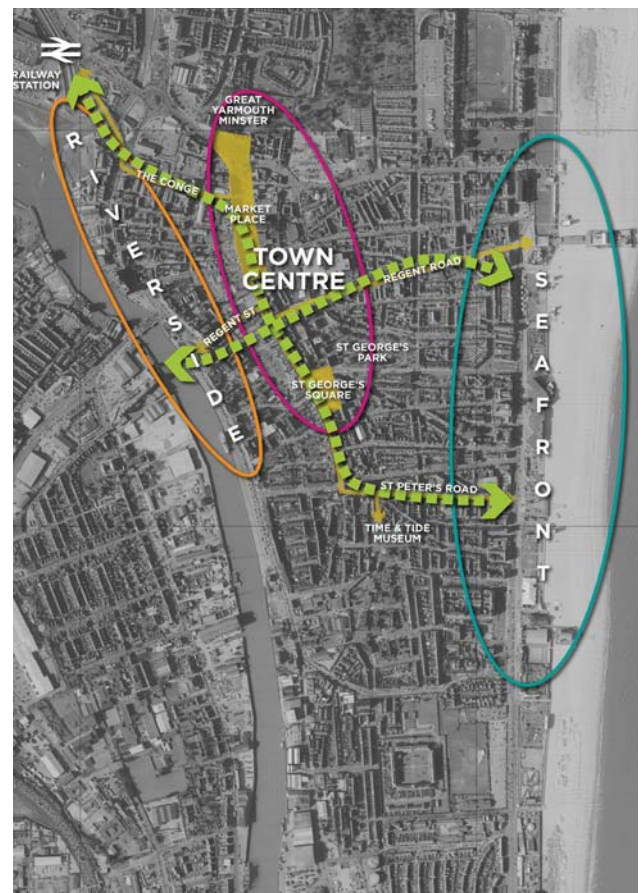 RAILWAY
STATION
GREAT
YARMOUTH
MINSTER
RIVERSIDE
THE CONGE
MARKET
PLACE
TOWN
CENTRE
REGENT ROAD
REGENT ST
SEAFRONT
ST GEORGE'S
PARK
ST GEORGE'S
SQUARE
ST PETER'S ROAD
TIME & TIDE
MUSEUM